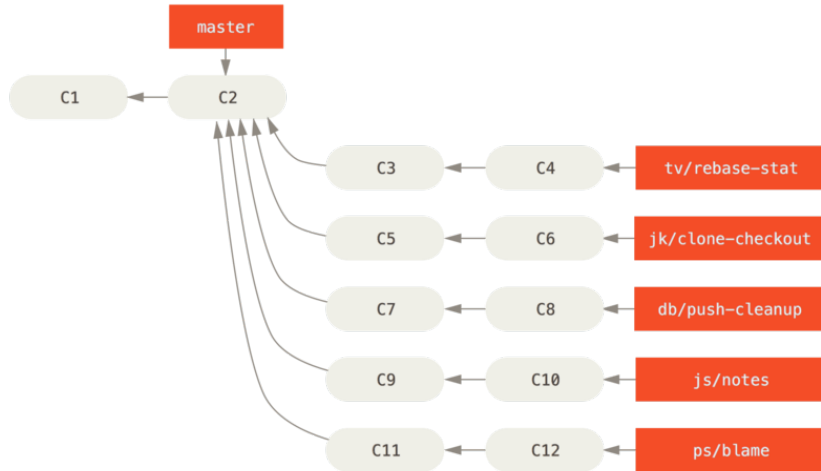 master
C1 C2
C3 C4 tv/rebase-stat
C5 C6 jk/clone-checkout
C7 C8 db/push-cleanup
C9 C10 js/notes
C11 C12 ps/blame